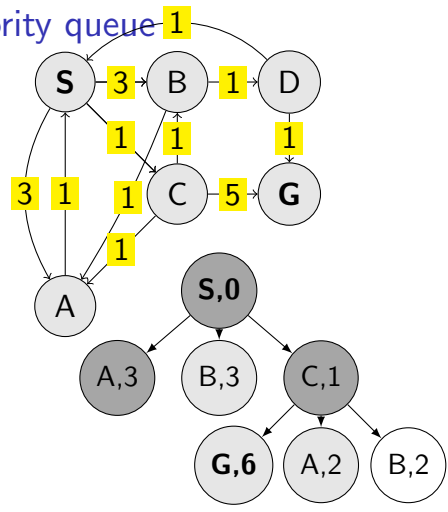 ority queue
1
S 3 B 1 D
1 1 1
3 1 1 C 5 G
1
A
S,0
A,3 B,3 C,1
G,6 A,2 B,2